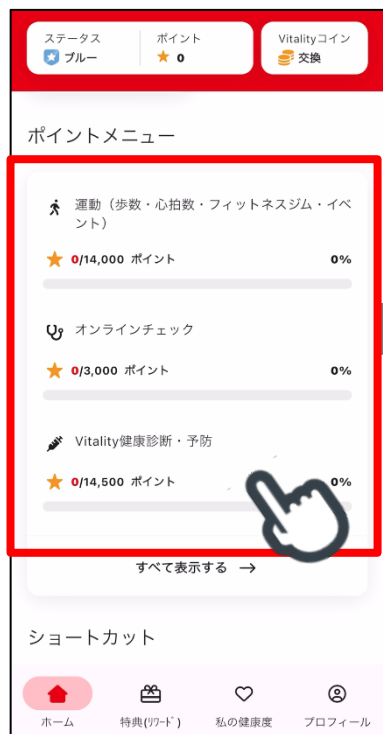 ステータス
ブルー
ポイント
0
Vitalityコイン
交換
ポイントメニュー
運動（歩数・心拍数・フィットネスジム・イベ
ント）
0/14,000 ポイント 0%
オンラインチェック
0/3,000 ポイント 0%
Vitality健康診断・予防
0/14,500 ポイント 0%
すべて表示する →
ショートカット
ホーム
特典(ﾘﾜｰﾄﾞ)
私の健康度
プロフィール